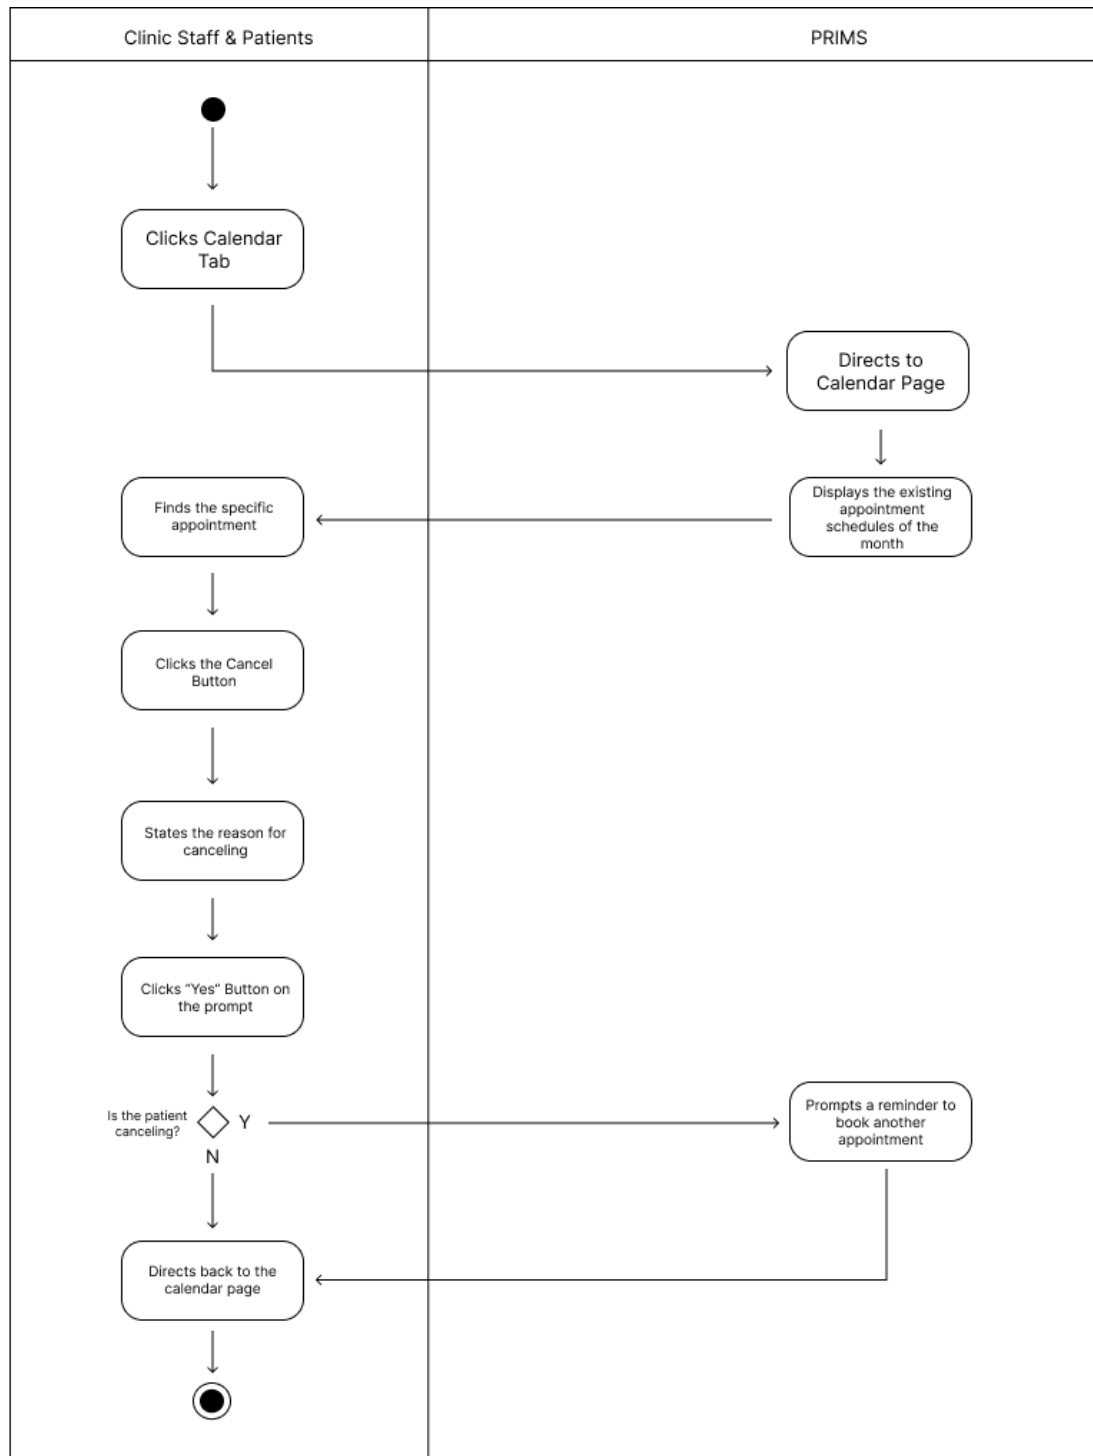 Clinic Staff & Patients
PRIMS
Clicks Calendar
Tab
Directs to
Calendar Page
Displays the existing
appointment
schedules of the
month
Finds the specific
appointment
Clicks the Cancel
Button
States the reason for
canceling
Clicks “Yes” Button on
the prompt
Is the patient
canceling?
Y
N
Prompts a reminder to
book another
appointment
Directs back to the
calendar page